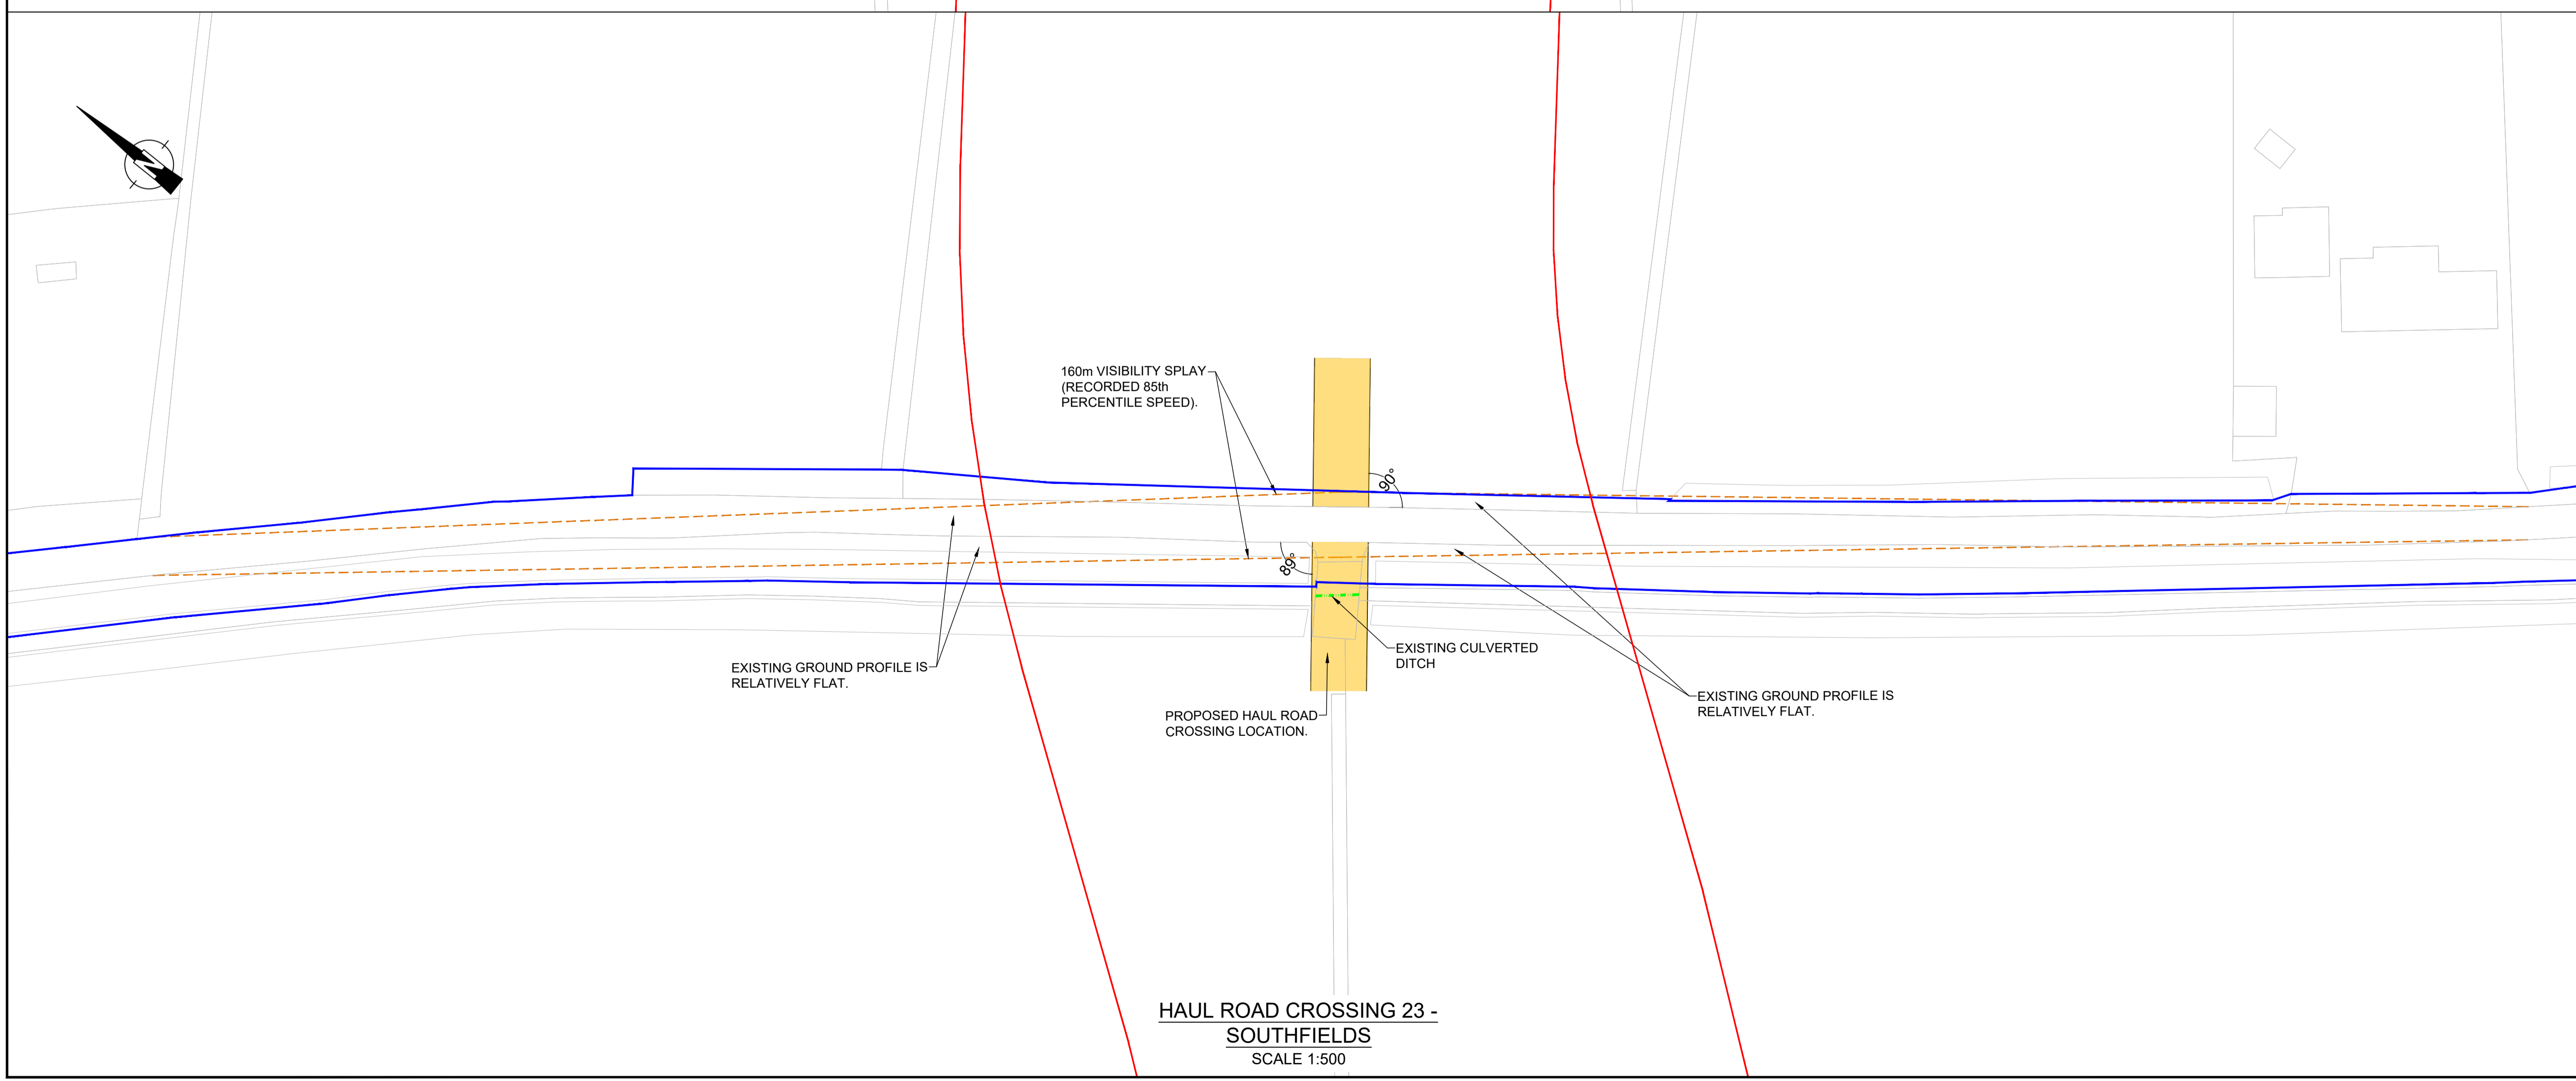 N
160m VISIBILITY SPLAY
(RECORDED 85th
PERCENTILE SPEED).
90°
89°
EXISTING GROUND PROFILE IS
RELATIVELY FLAT.
EXISTING CULVERTED
DITCH
PROPOSED HAUL ROAD
CROSSING LOCATION.
EXISTING GROUND PROFILE IS
RELATIVELY FLAT.
HAUL ROAD CROSSING 23 -
SOUTHFIELDS
SCALE 1:500